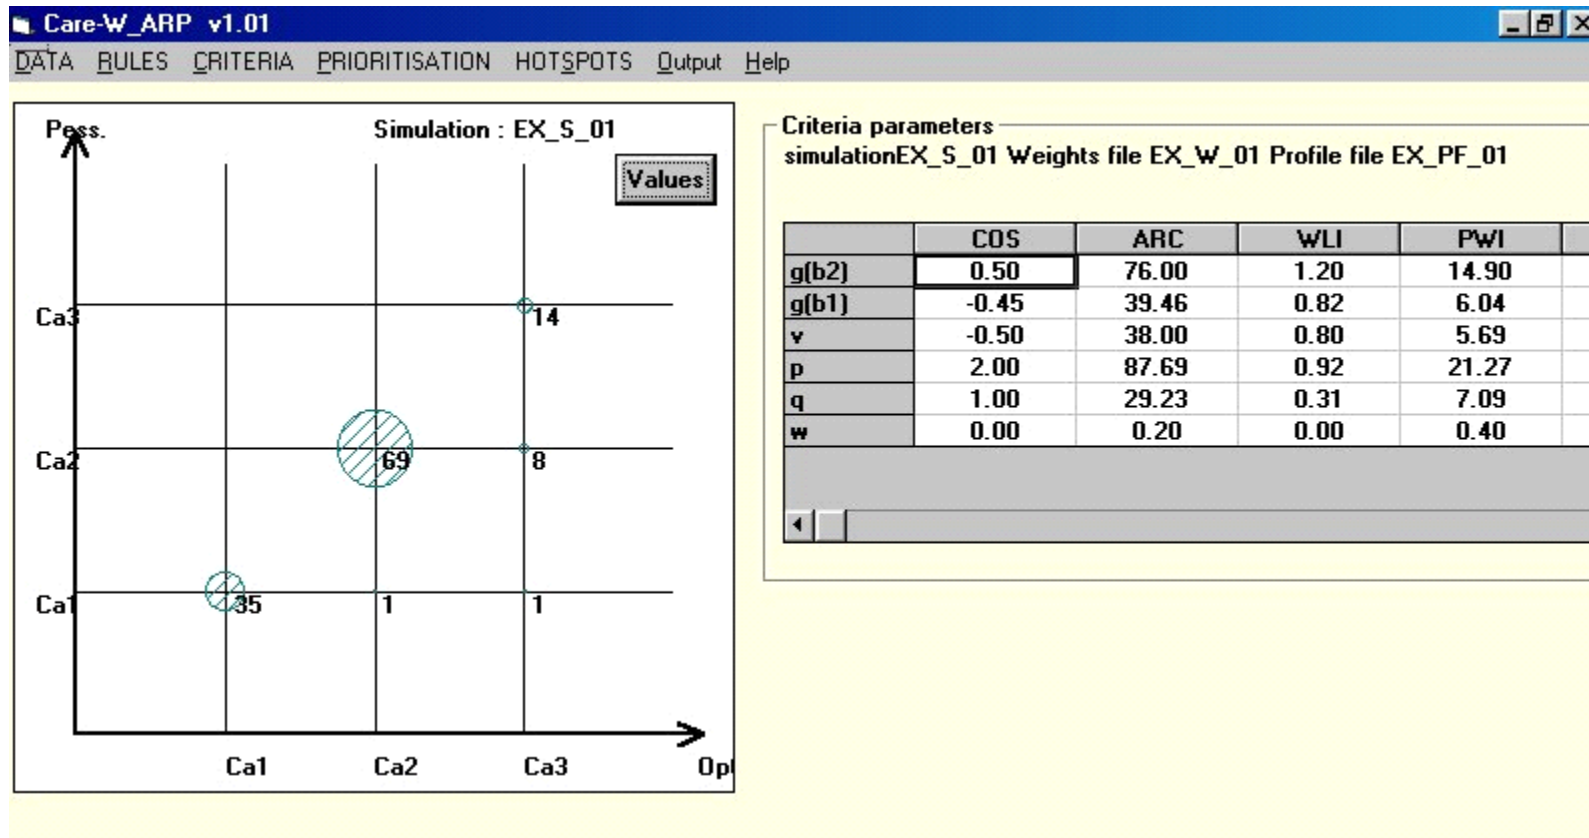 Care-W_ARP v1.01
DATA RULES CRITERIA PRIORITISATION HOTSPOTS Output Help
Pess. Simulation : EX_S_01
Values
Ca3 14
Ca2 69 8
Ca1 35 1 1
Ca1 Ca2 Ca3 Opt
Criteria parameters
simulationEX_S_01 Weights file EX_W_01 Profile file EX_PF_01
COS ARC WLI PWI
g(b2) 0.50 76.00 1.20 14.90
g(b1) -0.45 39.46 0.82 6.04
v -0.50 38.00 0.80 5.69
p 2.00 87.69 0.92 21.27
q 1.00 29.23 0.31 7.09
w 0.00 0.20 0.00 0.40